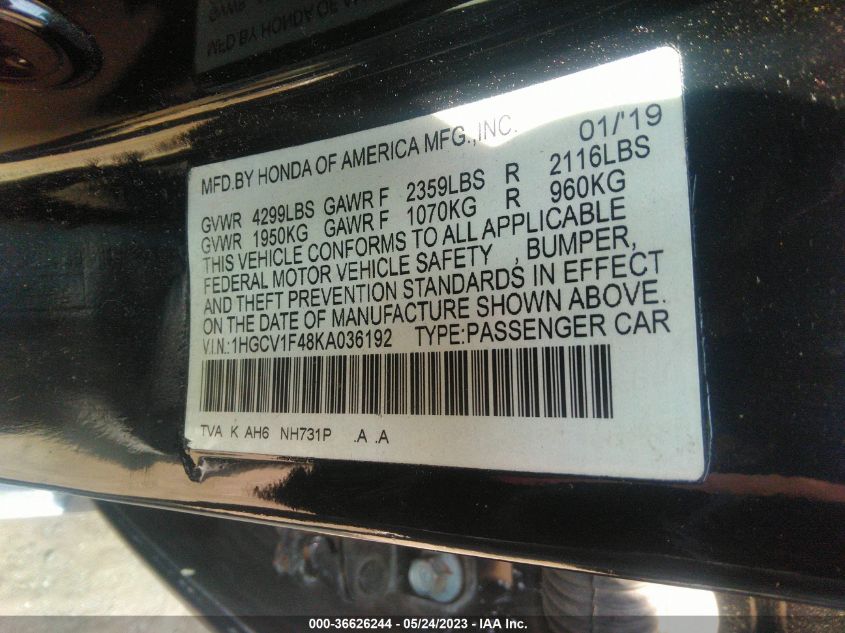 MFD.BY HONDA OF AMERICA MFG.,INC. 01/'19
GVWR 4299LBS GAWR F 2359LBS R 2116LBS
GVWR 1950KG GAWR F 1070KG R 960KG
THIS VEHICLE CONFORMS TO ALL APPLICABLE
FEDERAL MOTOR VEHICLE SAFETY , BUMPER,
AND THEFT PREVENTION STANDARDS IN EFFECT
ON THE DATE OF MANUFACTURE SHOWN ABOVE.
V.I.N.:1HGCV1F48KA036192 TYPE:PASSENGER CAR
TVA K AH6 NH731P .A .A
000-36626244 - 05/24/2023 - IAA Inc.